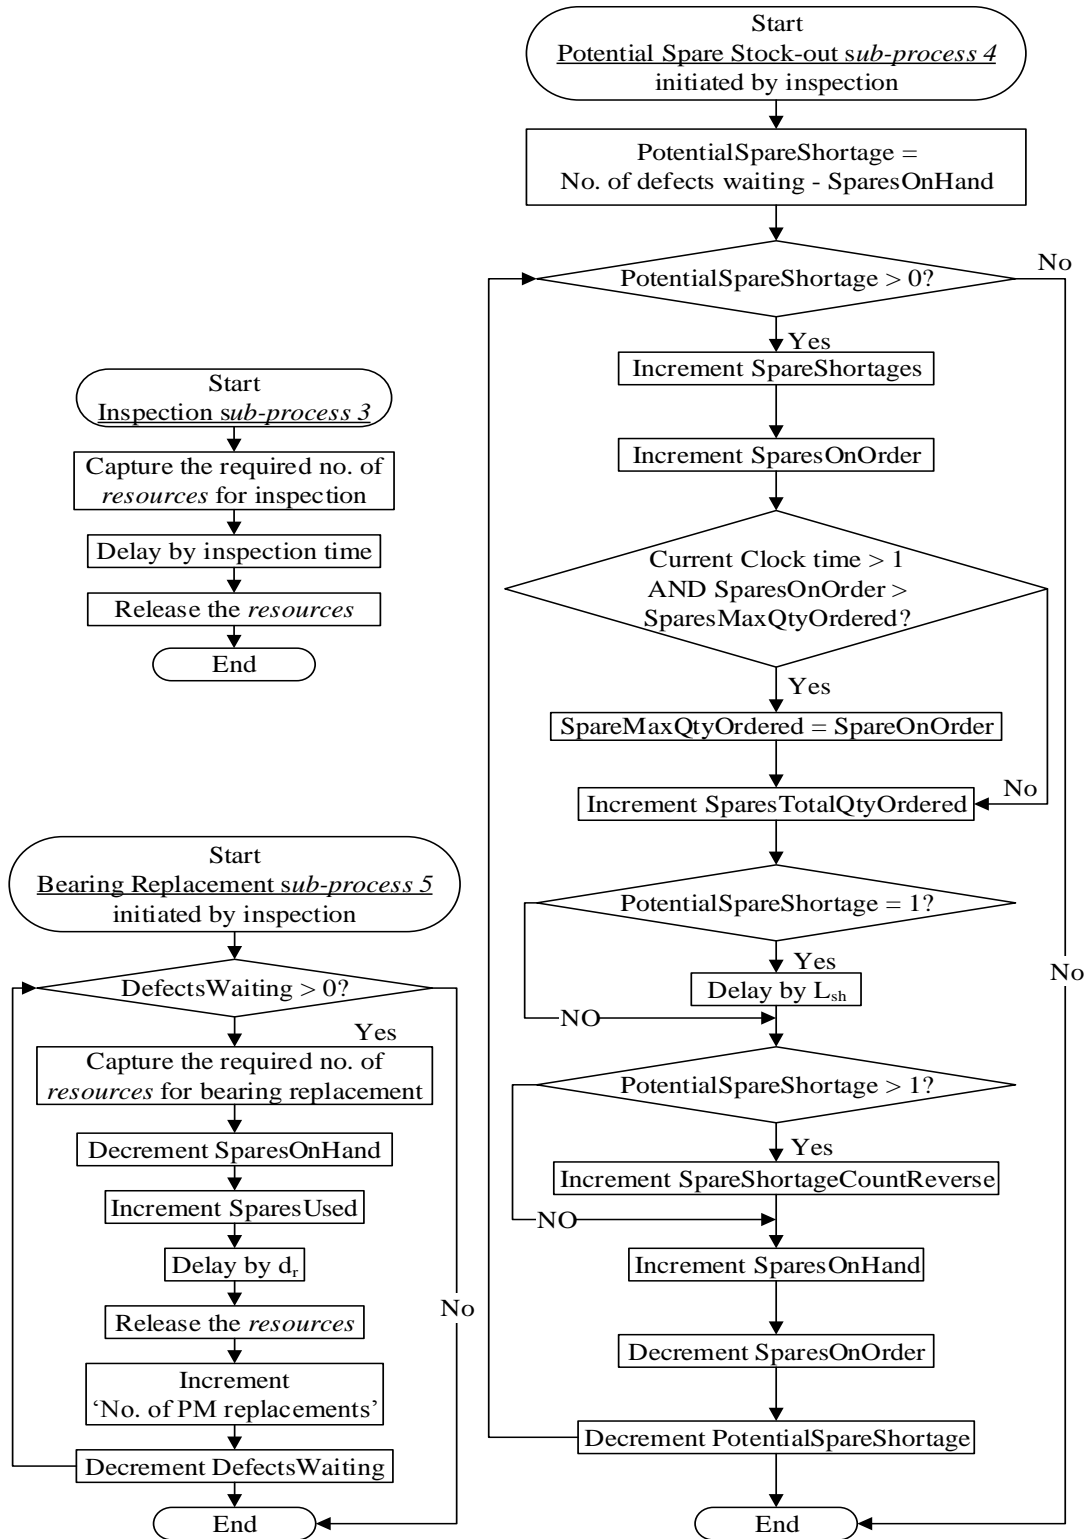 Start
Potential Spare Stock-out sub-process 4
initiated by inspection
PotentialSpareShortage =
No. of defects waiting - SparesOnHand
PotentialSpareShortage > 0?
No
Yes
Increment SpareShortages
Increment SparesOnOrder
Current Clock time > 1
AND SparesOnOrder >
SparesMaxQtyOrdered?
Yes
SpareMaxQtyOrdered = SpareOnOrder
No
Increment SparesTotalQtyOrdered
PotentialSpareShortage = 1?
Yes
Delay by Lsh
NO
No
PotentialSpareShortage > 1?
Yes
Increment SpareShortageCountReverse
NO
Increment SparesOnHand
Decrement SparesOnOrder
Decrement PotentialSpareShortage
End
Start
Inspection sub-process 3
Capture the required no. of
resources for inspection
Delay by inspection time
Release the resources
End
Start
Bearing Replacement sub-process 5
initiated by inspection
DefectsWaiting > 0?
Yes
Capture the required no. of
resources for bearing replacement
Decrement SparesOnHand
Increment SparesUsed
Delay by dr
No
Release the resources
Increment
‘No. of PM replacements’
Decrement DefectsWaiting
End